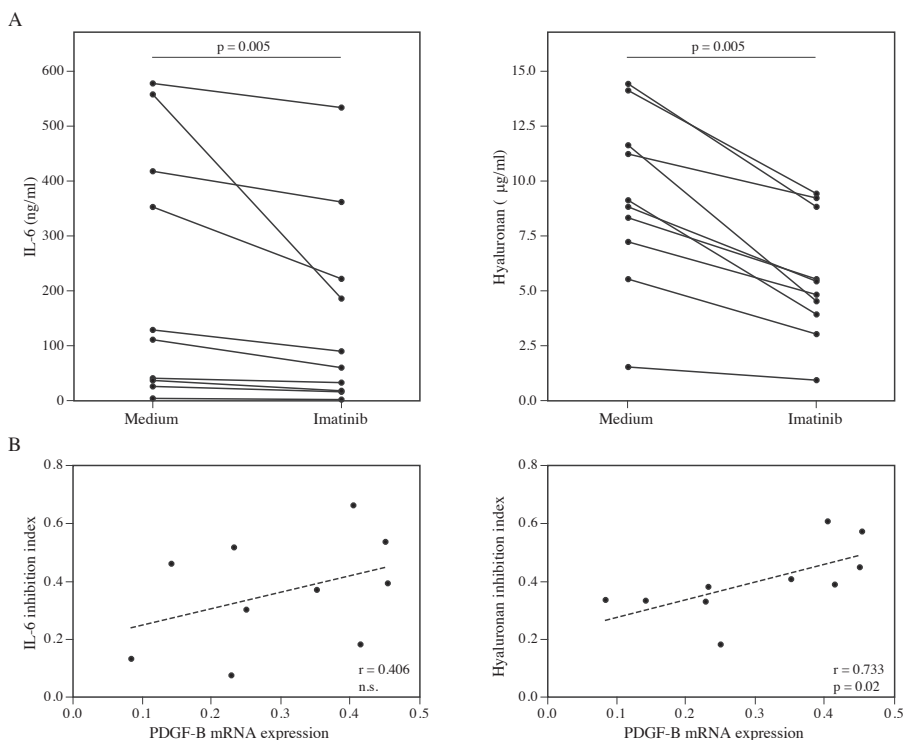 A
p = 0.005
600
500
400
300
200
100
0
IL-6 (ng/ml)
Medium
Imatinib
p = 0.005
15.0
12.5
10.0
7.5
5.0
2.5
0.0
Hyaluronan ( μg/ml)
Medium
Imatinib
B
0.8
0.6
0.4
0.2
0.0
IL-6 inhibition index
r = 0.406
n.s.
0.0 0.1 0.2 0.3 0.4 0.5
PDGF-B mRNA expression
0.8
0.6
0.4
0.2
0.0
Hyaluronan inhibition index
r = 0.733
p = 0.02
0.0 0.1 0.2 0.3 0.4 0.5
PDGF-B mRNA expression